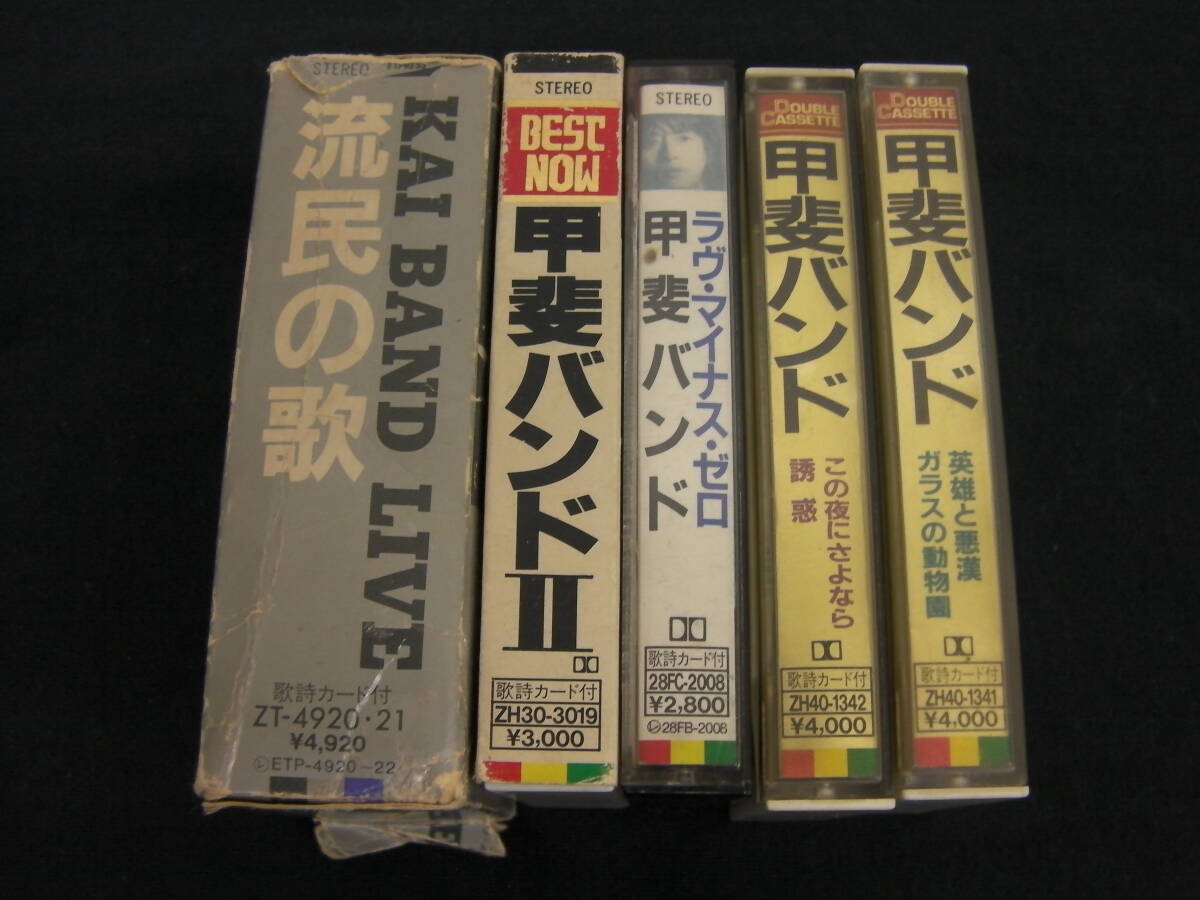 STEREO
KAI BAND LIVE
流民の歌
歌詩カード付
ZT-4920・21
¥4,920
ⓁETP-4920-22
STEREO
BEST
NOW
甲斐バンドII
歌詩カード付
ZH30-3019
¥3,000
STEREO
ラヴ・マイナス・ゼロ
甲斐バンド
歌詩カード付
28FC-2008
¥2,800
Ⓛ28FB-2008
DOUBLE
CASSETTE
甲斐バンド
この夜にさよなら
誘惑
歌詩カード付
ZH40-1342
¥4,000
DOUBLE
CASSETTE
甲斐バンド
英雄と悪漢
ガラスの動物園
歌詩カード付
ZH40-1341
¥4,000